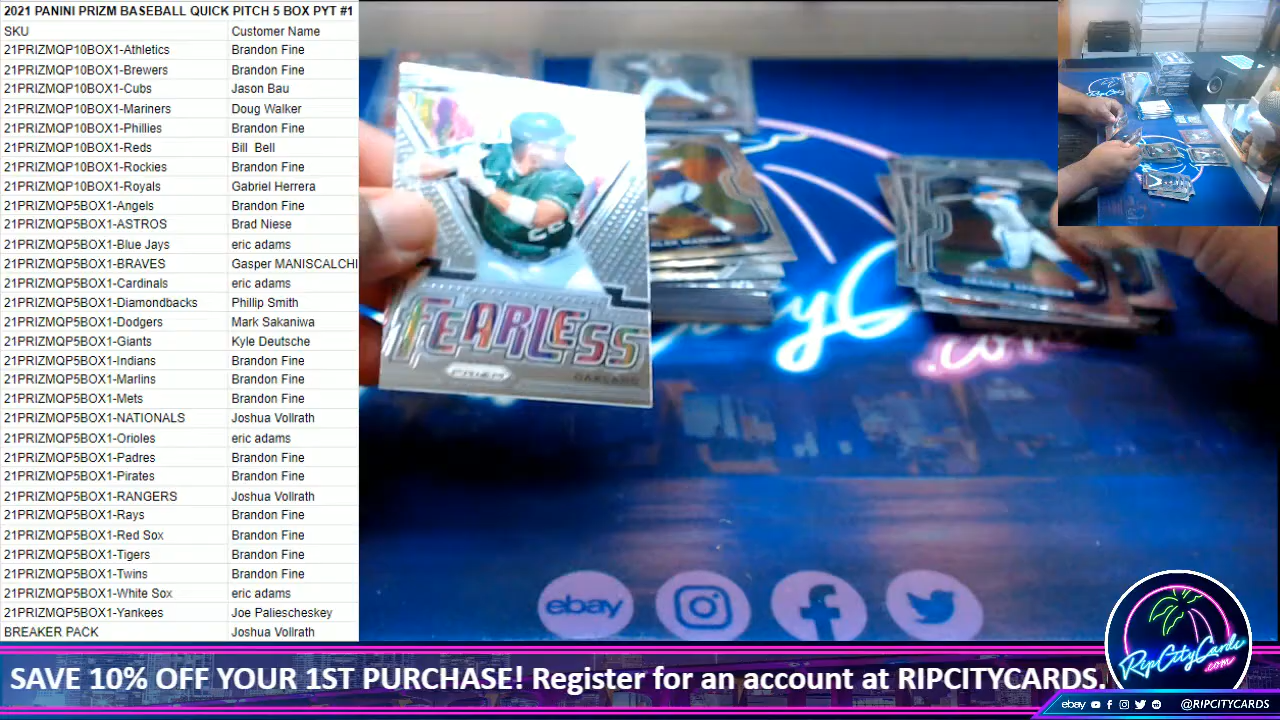 2021 PANINI PRIZM BASEBALL QUICK PITCH 5 BOX PYT #1
SKU Customer Name
21PRIZMQP10BOX1-Athletics Brandon Fine
21PRIZMQP10BOX1-Brewers Brandon Fine
21PRIZMQP10BOX1-Cubs Jason Bau
21PRIZMQP10BOX1-Mariners Doug Walker
21PRIZMQP10BOX1-Phillies Brandon Fine
21PRIZMQP10BOX1-Reds Bill Bell
21PRIZMQP10BOX1-Rockies Brandon Fine
21PRIZMQP10BOX1-Royals Gabriel Herrera
21PRIZMQP5BOX1-Angels Brandon Fine
21PRIZMQP5BOX1-ASTROS Brad Niese
21PRIZMQP5BOX1-Blue Jays eric adams
21PRIZMQP5BOX1-BRAVES Gasper MANISCALCHI
21PRIZMQP5BOX1-Cardinals eric adams
21PRIZMQP5BOX1-Diamondbacks Phillip Smith
21PRIZMQP5BOX1-Dodgers Mark Sakaniwa
21PRIZMQP5BOX1-Giants Kyle Deutsche
21PRIZMQP5BOX1-Indians Brandon Fine
21PRIZMQP5BOX1-Marlins Brandon Fine
21PRIZMQP5BOX1-Mets Brandon Fine
21PRIZMQP5BOX1-NATIONALS Joshua Vollrath
21PRIZMQP5BOX1-Orioles eric adams
21PRIZMQP5BOX1-Padres Brandon Fine
21PRIZMQP5BOX1-Pirates Brandon Fine
21PRIZMQP5BOX1-RANGERS Joshua Vollrath
21PRIZMQP5BOX1-Rays Brandon Fine
21PRIZMQP5BOX1-Red Sox Brandon Fine
21PRIZMQP5BOX1-Tigers Brandon Fine
21PRIZMQP5BOX1-Twins Brandon Fine
21PRIZMQP5BOX1-White Sox eric adams
21PRIZMQP5BOX1-Yankees Joe Paliescheskey
BREAKER PACK Joshua Vollrath
FEARLESS
PRIZM OAKLAND
.com
ebay
RipCityCards
.com
SAVE 10% OFF YOUR 1ST PURCHASE! Register for an account at RIPCITYCARDS.
ebay @RIPCITYCARDS